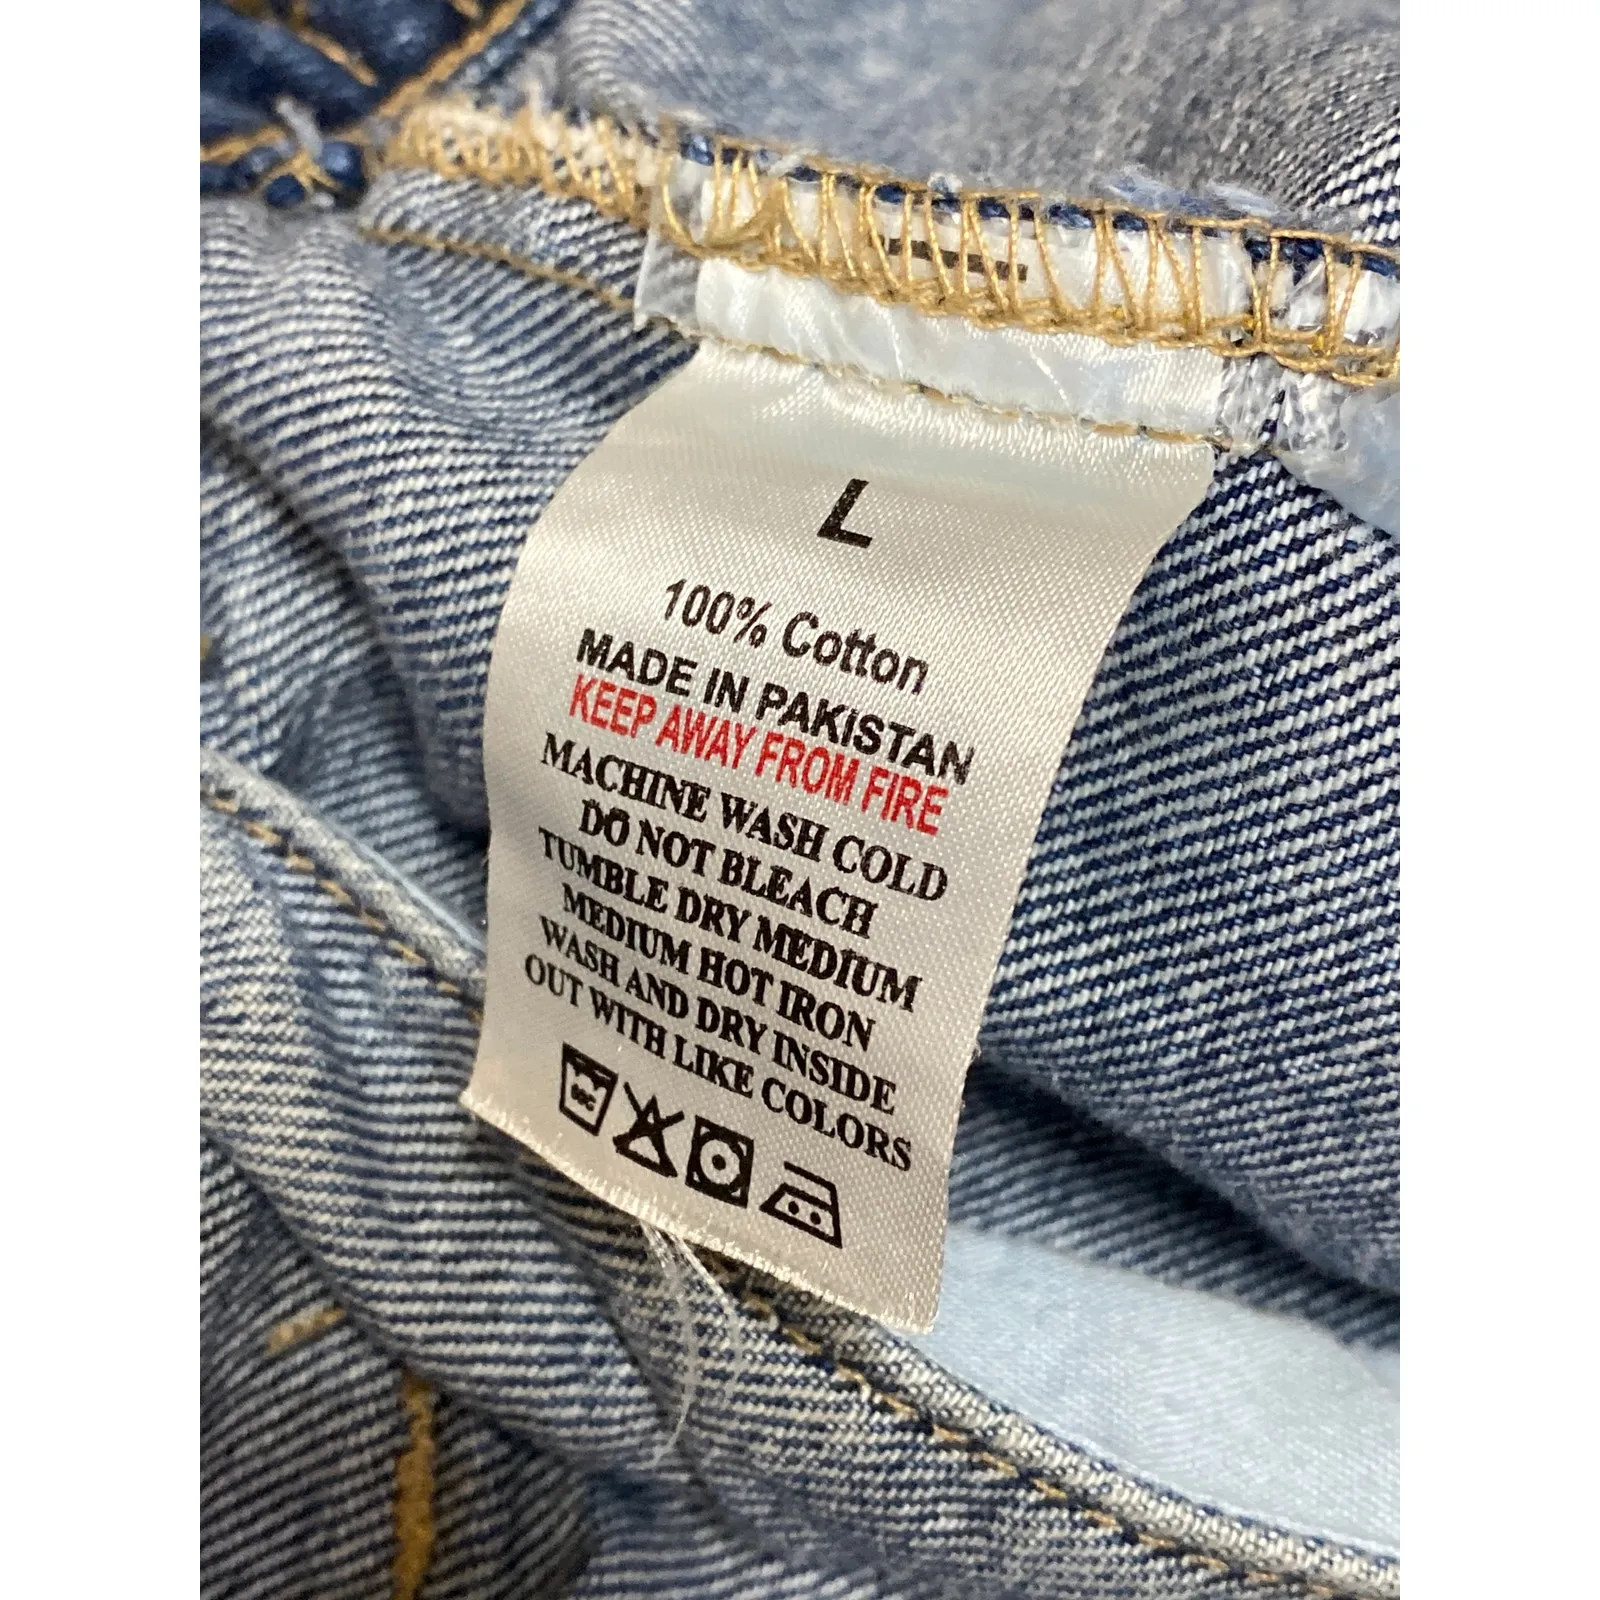 L
100% Cotton
MADE IN PAKISTAN
KEEP AWAY FROM FIRE
MACHINE WASH COLD
DO NOT BLEACH
TUMBLE DRY MEDIUM
MEDIUM HOT IRON
WASH AND DRY INSIDE
OUT WITH LIKE COLORS